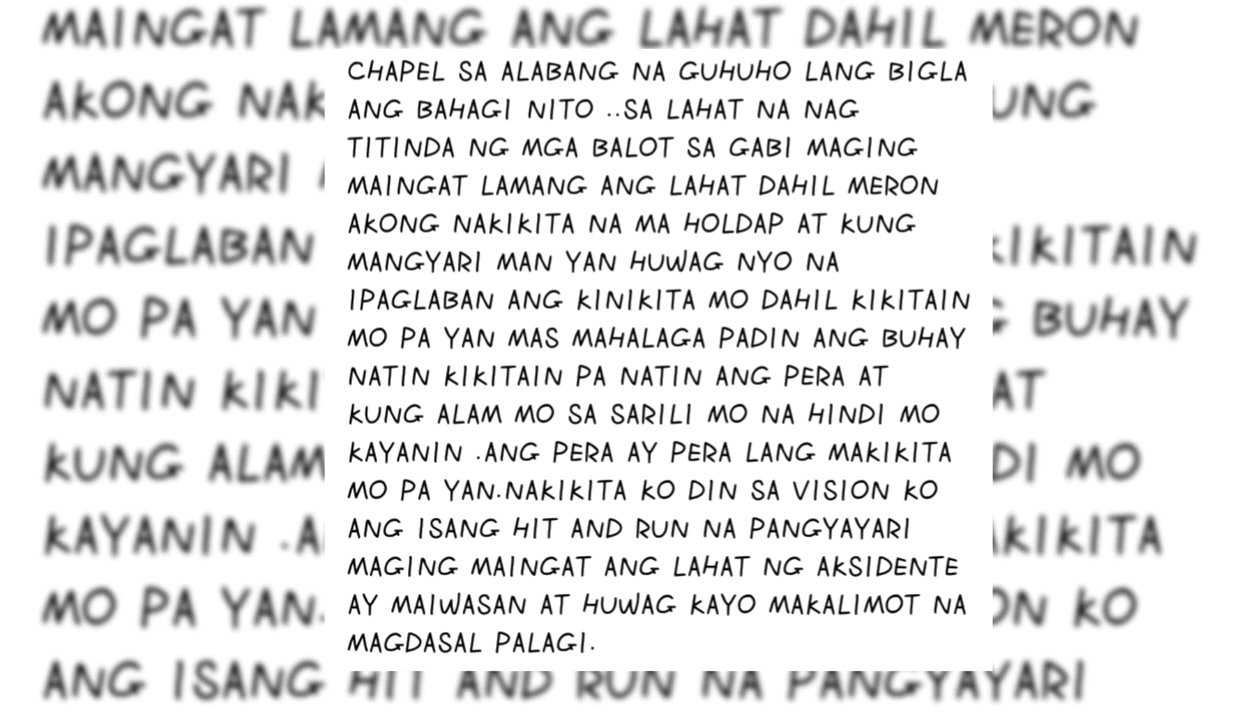 CHAPEL SA ALABANG NA GUHUHO LANG BIGLA
ANG BAHAGI NITO ..SA LAHAT NA NAG
TITINDA NG MGA BALOT SA GABI MAGING
MAINGAT LAMANG ANG LAHAT DAHIL MERON
AKONG NAKIKITA NA MA HOLDAP AT KUNG
MANGYARI MAN YAN HUWAG NYO NA
IPAGLABAN ANG KINIKITA MO DAHIL KIKITAIN
MO PA YAN MAS MAHALAGA PADIN ANG BUHAY
NATIN KIKITAIN PA NATIN ANG PERA AT
KUNG ALAM MO SA SARILI MO NA HINDI MO
KAYANIN .ANG PERA AY PERA LANG MAKIKITA
MO PA YAN.NAKIKITA KO DIN SA VISION KO
ANG ISANG HIT AND RUN NA PANGYAYARI
MAGING MAINGAT ANG LAHAT NG AKSIDENTE
AY MAIWASAN AT HUWAG KAYO MAKALIMOT NA
MAGDASAL PALAGI.